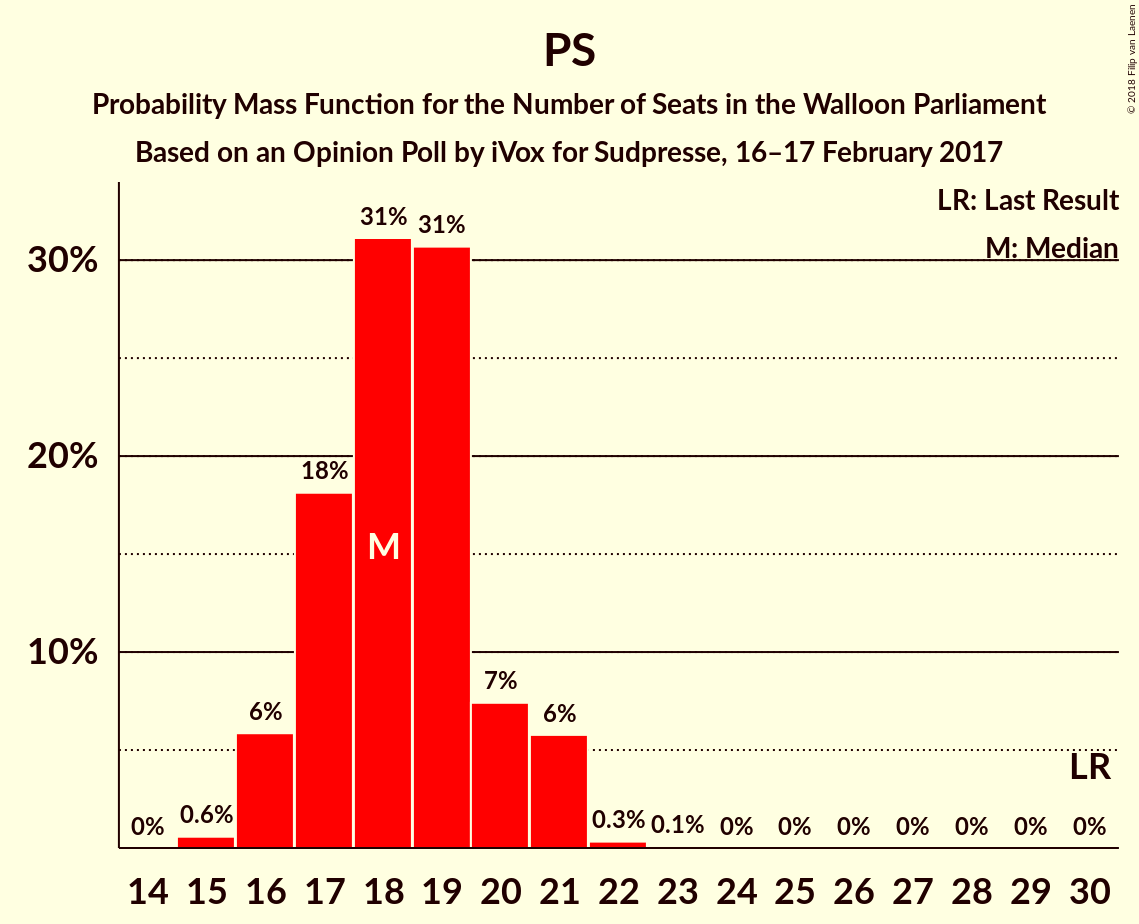 PS
Probability Mass Function for the Number of Seats in the Walloon Parliament
Based on an Opinion Poll by iVox for Sudpresse, 16–17 February 2017
© 2018 Filip van Laenen
LR: Last Result
M: Median
30%
20%
10%
0% 0.6% 6% 18% 31% 31% 7% 6% 0.3% 0.1% 0% 0% 0% 0% 0% 0% 0%
M
LR
14 15 16 17 18 19 20 21 22 23 24 25 26 27 28 29 30